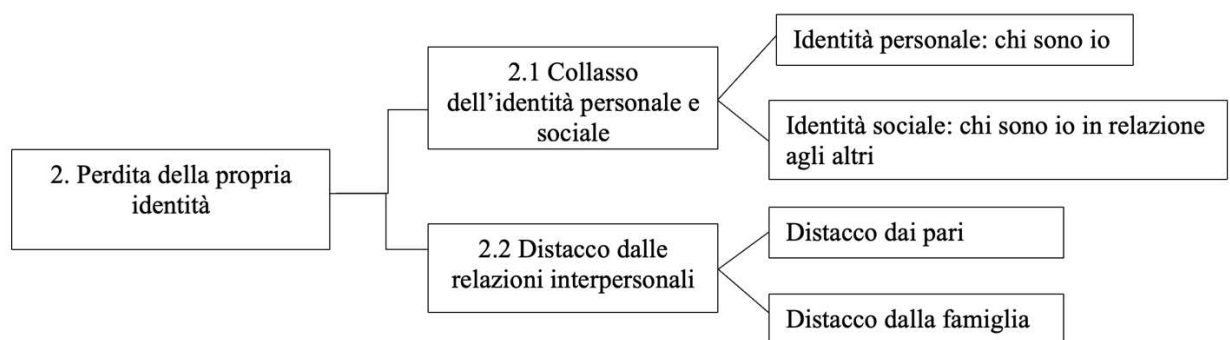 2. Perdita della propria
identità
2.1 Collasso
dell’identità personale e
sociale
Identità personale: chi sono io
Identità sociale: chi sono io in relazione
agli altri
2.2 Distacco dalle
relazioni interpersonali
Distacco dai pari
Distacco dalla famiglia